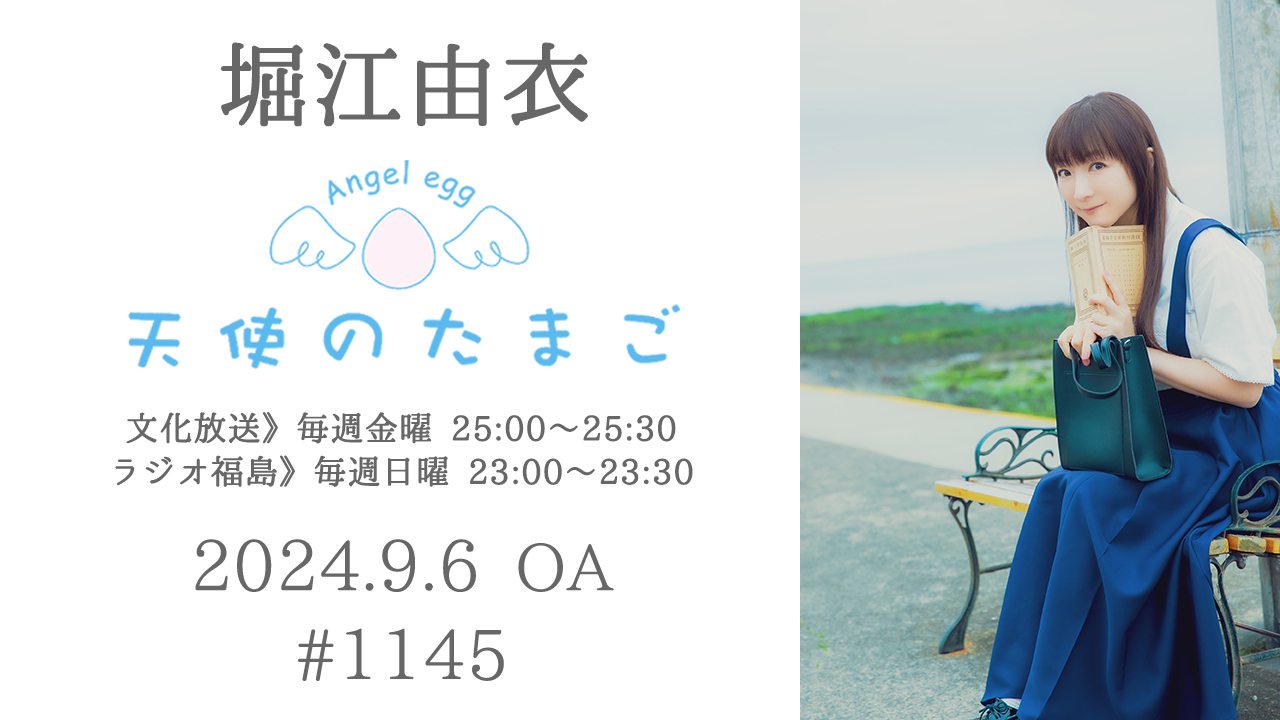 堀江由衣
Angel egg
天使のたまご
文化放送》毎週金曜 25:00～25:30
ラジオ福島》毎週日曜 23:00～23:30
2024.9.6 OA
#1145